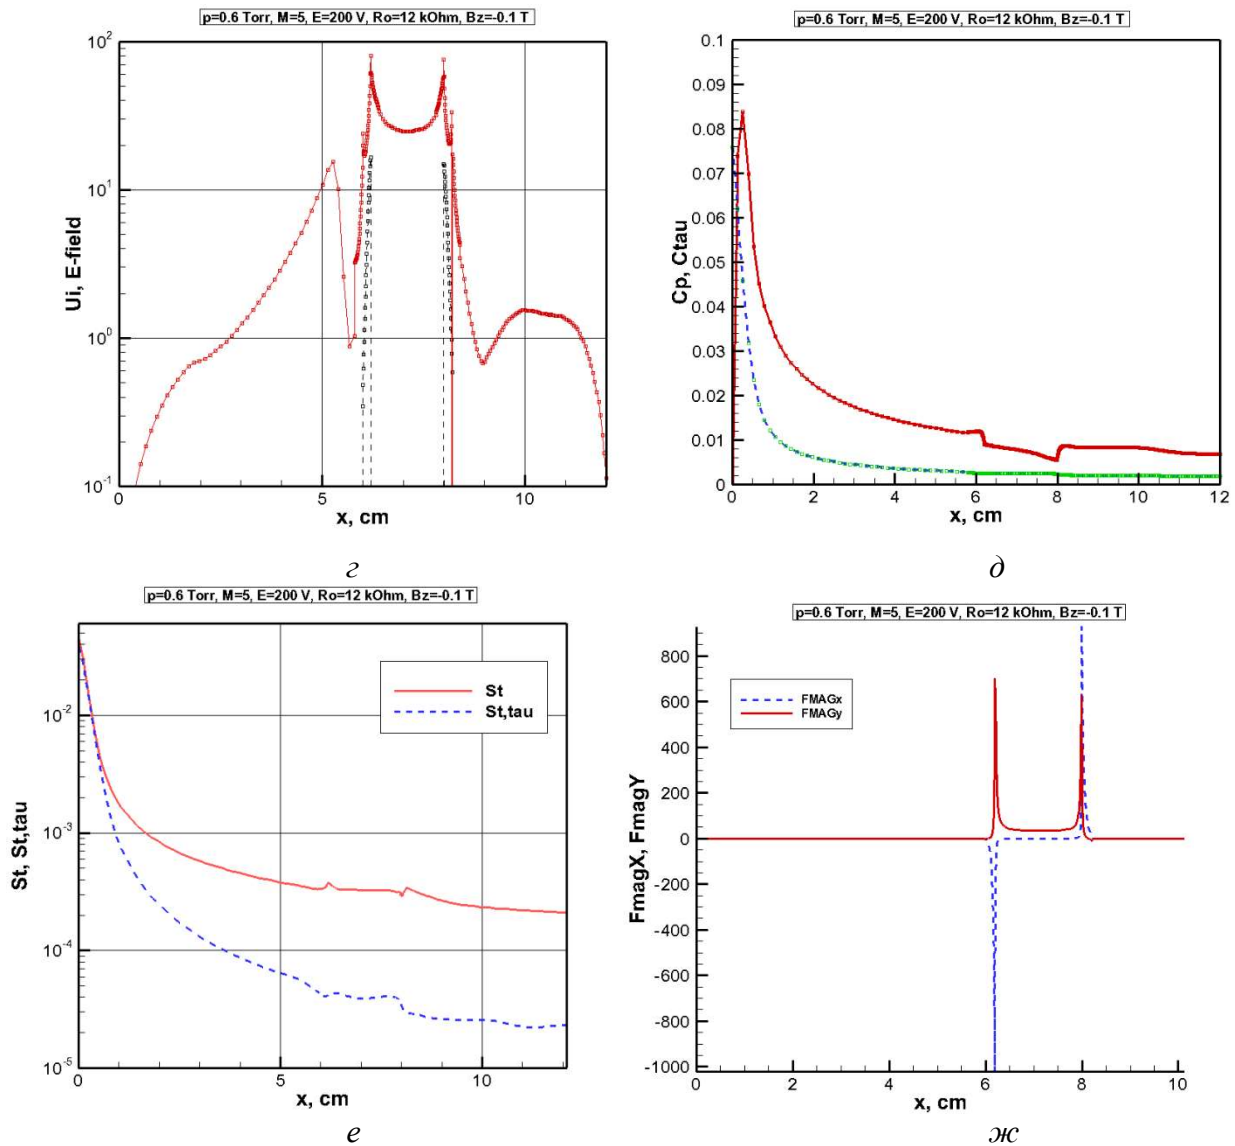 p=0.6 Torr, M=5, E=200 V, Ro=12 kOhm, Bz=-0.1 T
10^2
10^1
10^0
10^-1
Ui, E-field
0 5 10
x, cm
г
p=0.6 Torr, M=5, E=200 V, Ro=12 kOhm, Bz=-0.1 T
0.1
0.09
0.08
0.07
0.06
0.05
0.04
0.03
0.02
0.01
0
Cp, Ctau
0 2 4 6 8 10 12
x, cm
д
p=0.6 Torr, M=5, E=200 V, Ro=12 kOhm, Bz=-0.1 T
St
St,tau
10^-2
10^-3
10^-4
10^-5
St, St,tau
0 5 10
x, cm
е
p=0.6 Torr, M=5, E=200 V, Ro=12 kOhm, Bz=-0.1 T
FMAGx
FMAGy
800
600
400
200
0
-200
-400
-600
-800
-1000
FmagX, FmagY
0 2 4 6 8 10
x, cm
ж